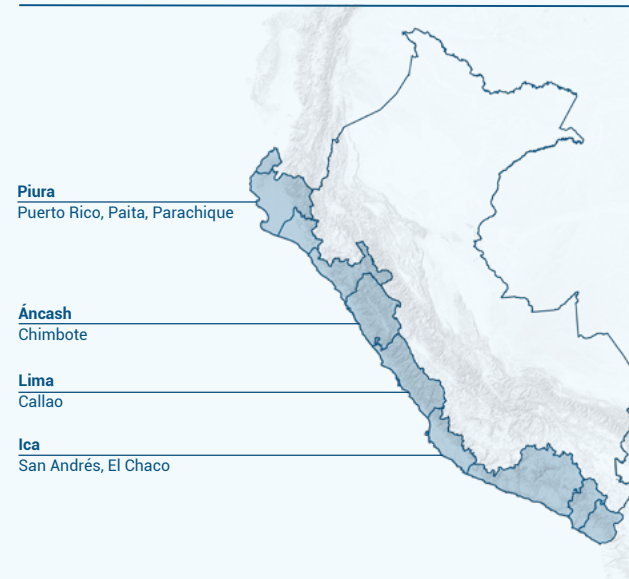 Piura
Puerto Rico, Paita, Parachique
Áncash
Chimbote
Lima
Callao
Ica
San Andrés, El Chaco